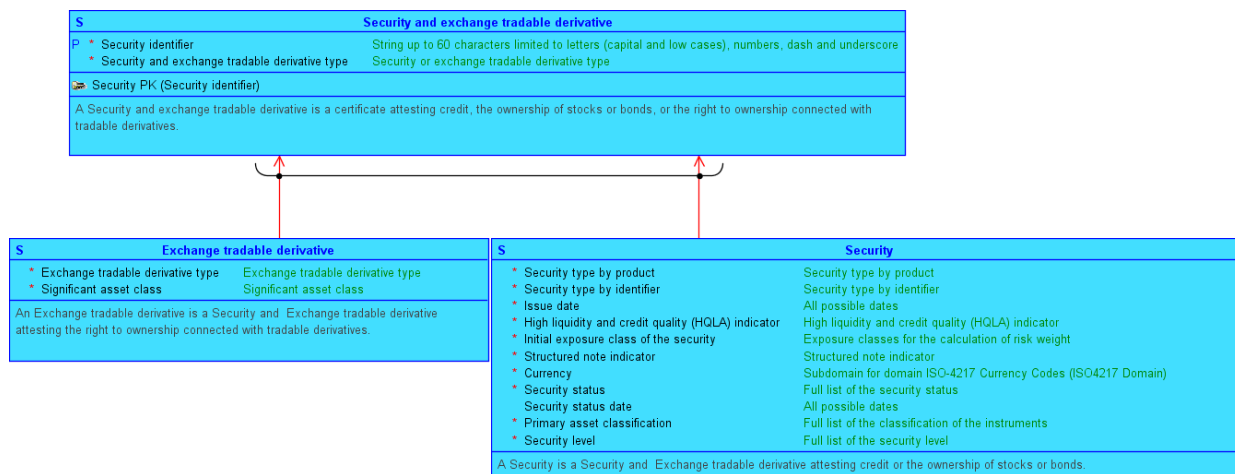 S Security and exchange tradable derivative
P * Security identifier String up to 60 characters limited to letters (capital and low cases), numbers, dash and underscore
* Security and exchange tradable derivative type Security or exchange tradable derivative type
Security PK (Security identifier)
A Security and exchange tradable derivative is a certificate attesting credit, the ownership of stocks or bonds, or the right to ownership connected with
tradable derivatives.
S Exchange tradable derivative
* Exchange tradable derivative type Exchange tradable derivative type
* Significant asset class Significant asset class
An Exchange tradable derivative is a Security and Exchange tradable derivative
attesting the right to ownership connected with tradable derivatives.
S Security
* Security type by product Security type by product
* Security type by identifier Security type by identifier
* Issue date All possible dates
* High liquidity and credit quality (HQLA) indicator High liquidity and credit quality (HQLA) indicator
* Initial exposure class of the security Exposure classes for the calculation of risk weight
* Structured note indicator Structured note indicator
* Currency Subdomain for domain ISO-4217 Currency Codes (ISO4217 Domain)
* Security status Full list of the security status
Security status date All possible dates
* Primary asset classification Full list of the classification of the instruments
* Security level Full list of the security level
A Security is a Security and Exchange tradable derivative attesting credit or the ownership of stocks or bonds.